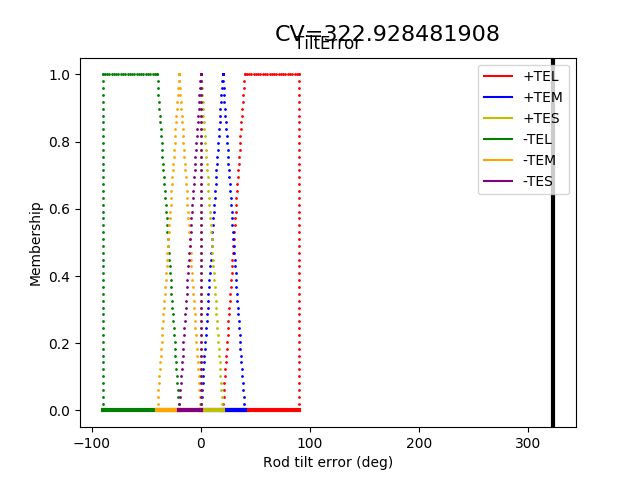 CV=322.928481908
TiltError
+TEL
+TEM
+TES
-TEL
-TEM
-TES
1.0
0.8
0.6
0.4
0.2
0.0
Membership
−100
0
100
200
300
Rod tilt error (deg)